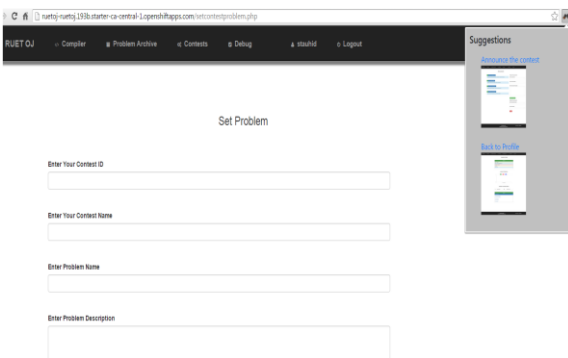 ruetoj-ruetoj.193b.starter-ca-central-1.openshiftapps.com/setcontestproblem.php
RUET OJ Compiler Problem Archive Contests Debug stauhid Logout
Suggestions
Announce the contest
Back to Profile
Set Problem
Enter Your Contest ID
Enter Your Contest Name
Enter Problem Name
Enter Problem Description